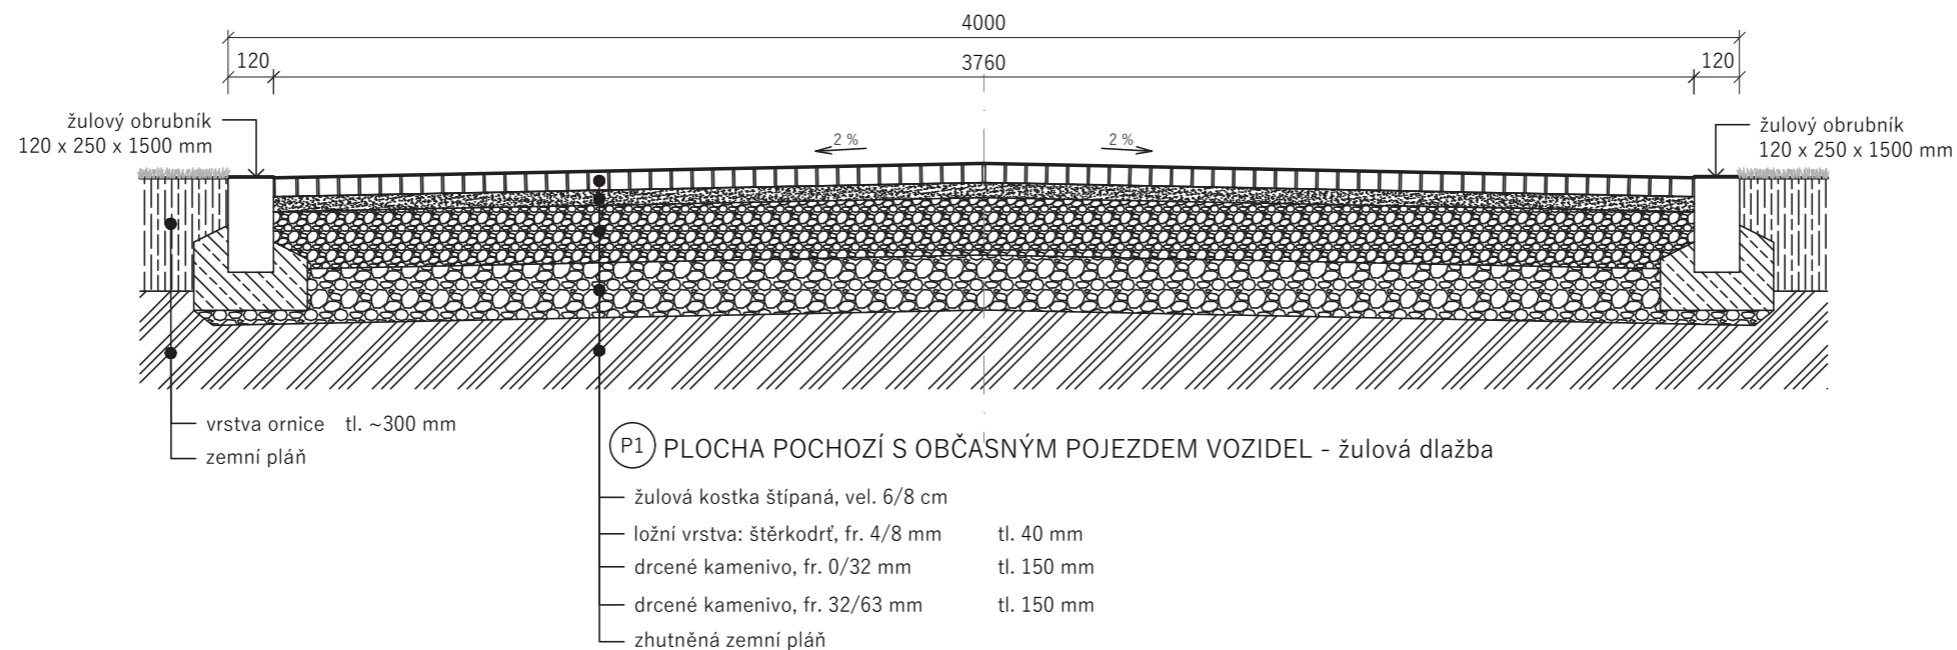 4000
120
3760
120
žulový obrubník
120 x 250 x 1500 mm
žulový obrubník
120 x 250 x 1500 mm
2 %
2 %
vrstva ornice tl. ~300 mm
zemní pláň
P1 PLOCHA POCHOZÍ S OBČASNÝM POJEZDEM VOZIDEL - žulová dlažba
žulová kostka štípaná, vel. 6/8 cm
ložní vrstva: štěrkodrť, fr. 4/8 mm tl. 40 mm
drcené kamenivo, fr. 0/32 mm tl. 150 mm
drcené kamenivo, fr. 32/63 mm tl. 150 mm
zhutněná zemní pláň